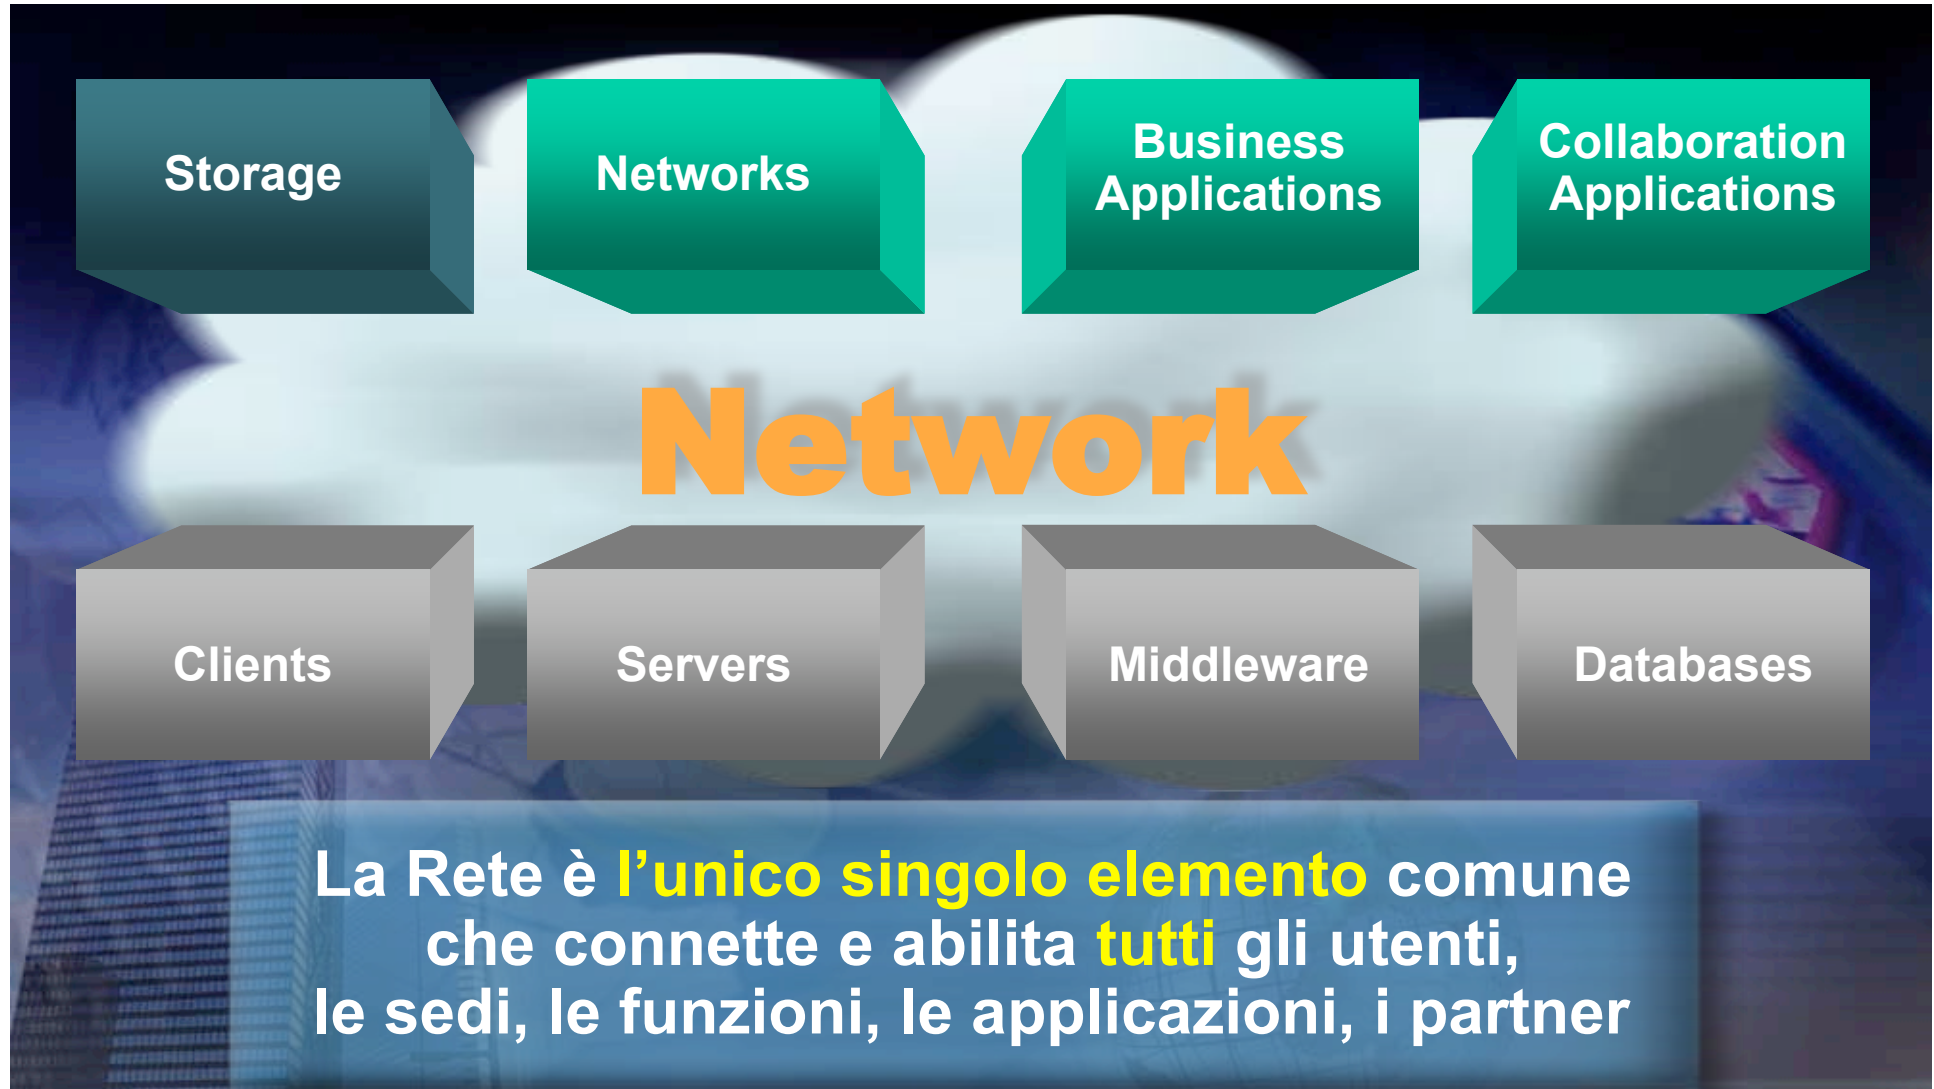 Storage
Networks
Business
Applications
Collaboration
Applications
Network
Clients
Servers
Middleware
Databases
La Rete è l’unico singolo elemento comune
che connette e abilita tutti gli utenti,
le sedi, le funzioni, le applicazioni, i partner